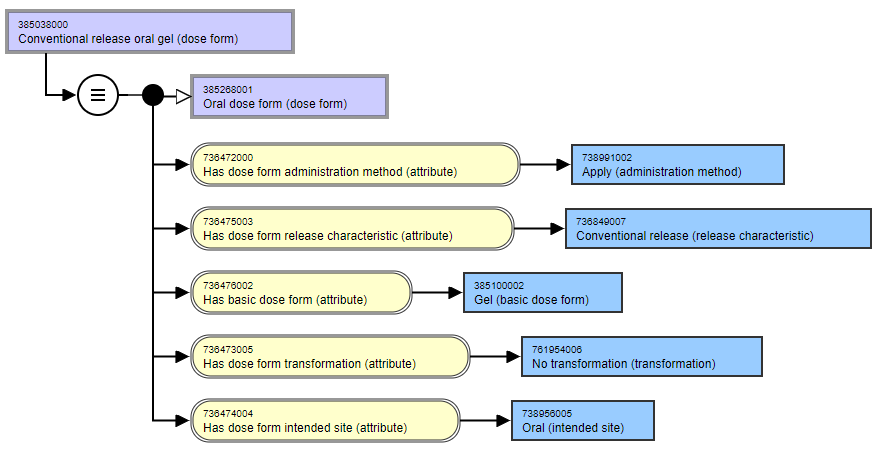 385038000
Conventional release oral gel (dose form)
385268001
Oral dose form (dose form)
736472000
Has dose form administration method (attribute)
738991002
Apply (administration method)
736475003
Has dose form release characteristic (attribute)
736849007
Conventional release (release characteristic)
736476002
Has basic dose form (attribute)
385100002
Gel (basic dose form)
736473005
Has dose form transformation (attribute)
761954006
No transformation (transformation)
736474004
Has dose form intended site (attribute)
738956005
Oral (intended site)